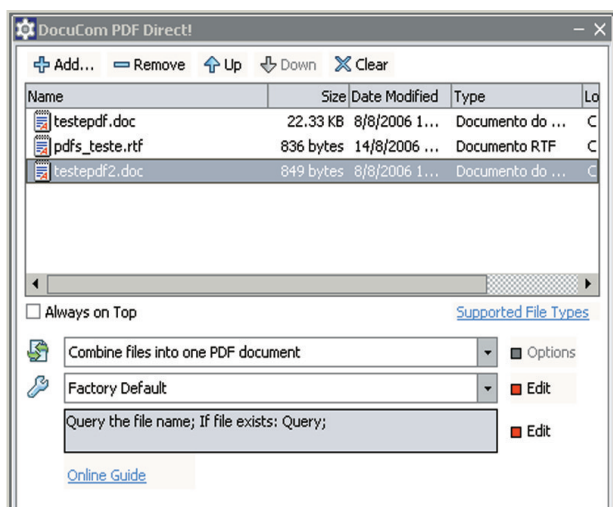 DocuCom PDF Direct!
Add... Remove Up Down Clear
Name Size Date Modified Type Lo
testepdf.doc 22.33 KB 8/8/2006 1... Documento do ... C
pdfs_teste.rtf 836 bytes 14/8/2006 ... Documento RTF C
testepdf2.doc 849 bytes 8/8/2006 1... Documento do ... C
Always on Top Supported File Types
Combine files into one PDF document Options
Factory Default Edit
Query the file name; If file exists: Query; Edit
Online Guide